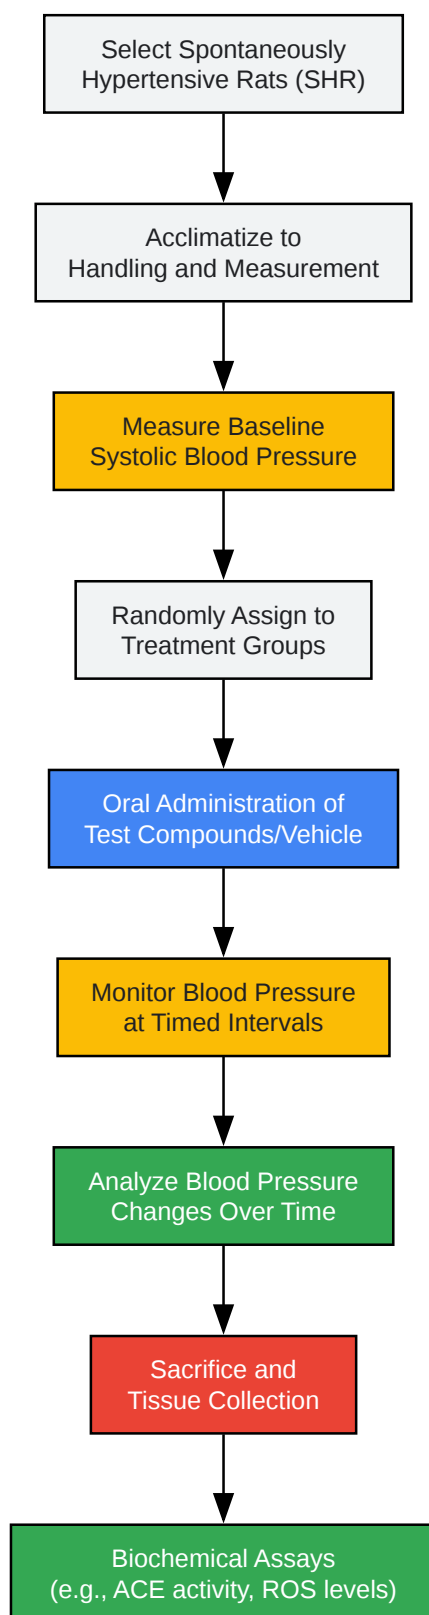 Select Spontaneously
Hypertensive Rats (SHR)
Acclimatize to
Handling and Measurement
Measure Baseline
Systolic Blood Pressure
Randomly Assign to
Treatment Groups
Oral Administration of
Test Compounds/Vehicle
Monitor Blood Pressure
at Timed Intervals
Analyze Blood Pressure
Changes Over Time
Sacrifice and
Tissue Collection
Biochemical Assays
(e.g., ACE activity, ROS levels)